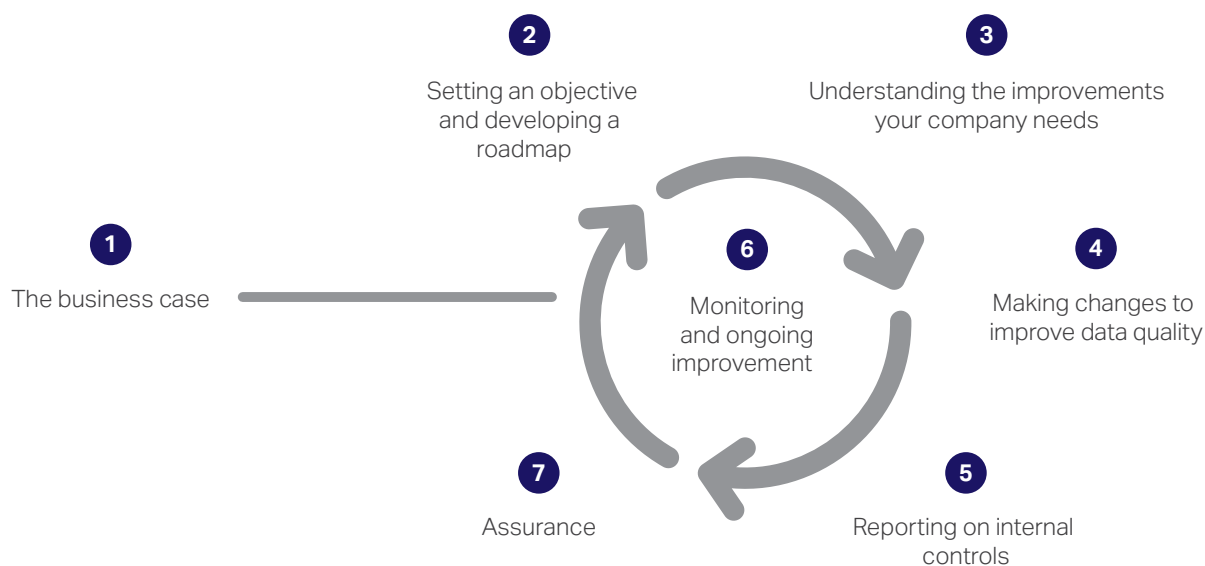 1
The business case
2
Setting an objective
and developing a
roadmap
3
Understanding the improvements
your company needs
4
Making changes to
improve data quality
5
Reporting on internal
controls
6
Monitoring
and ongoing
improvement
7
Assurance